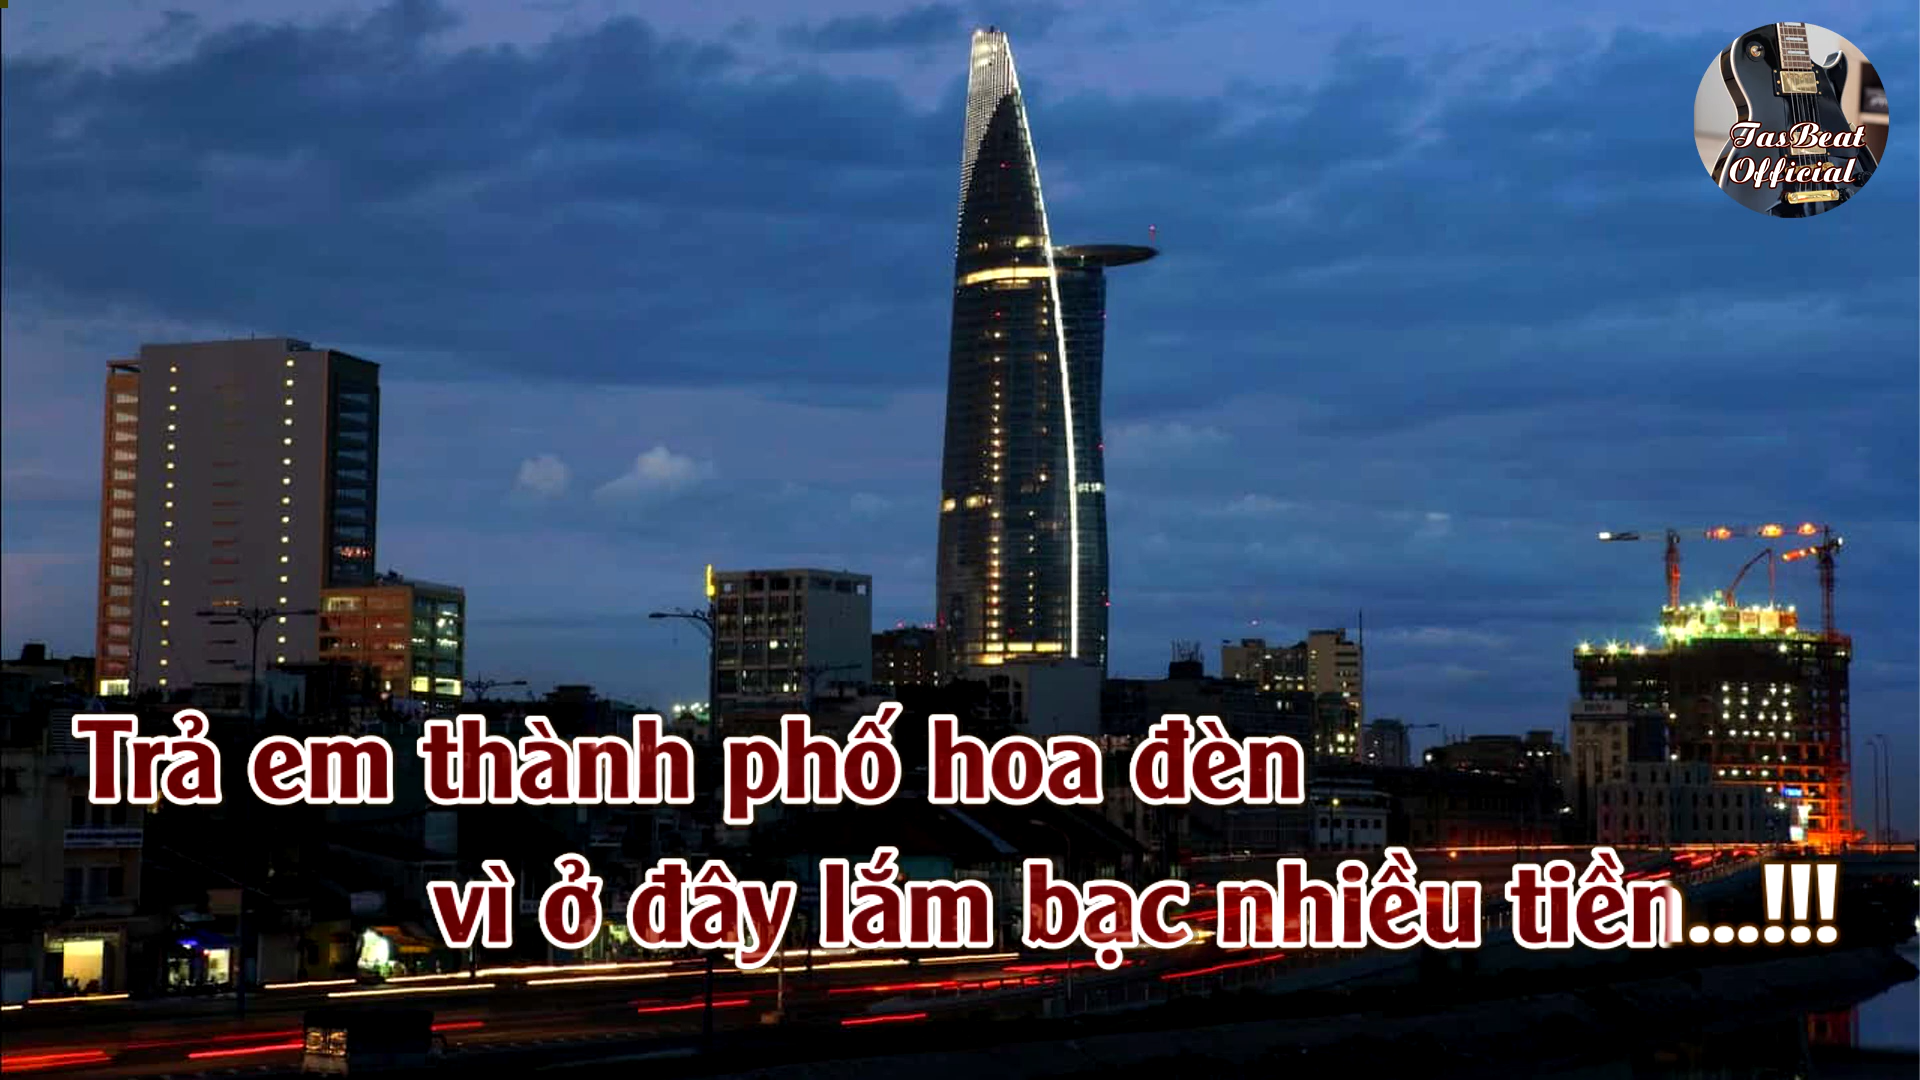 TasBeat
Official
Trả em thành phố hoa đèn
vì ở đây lắm bạc nhiều tiền...!!!